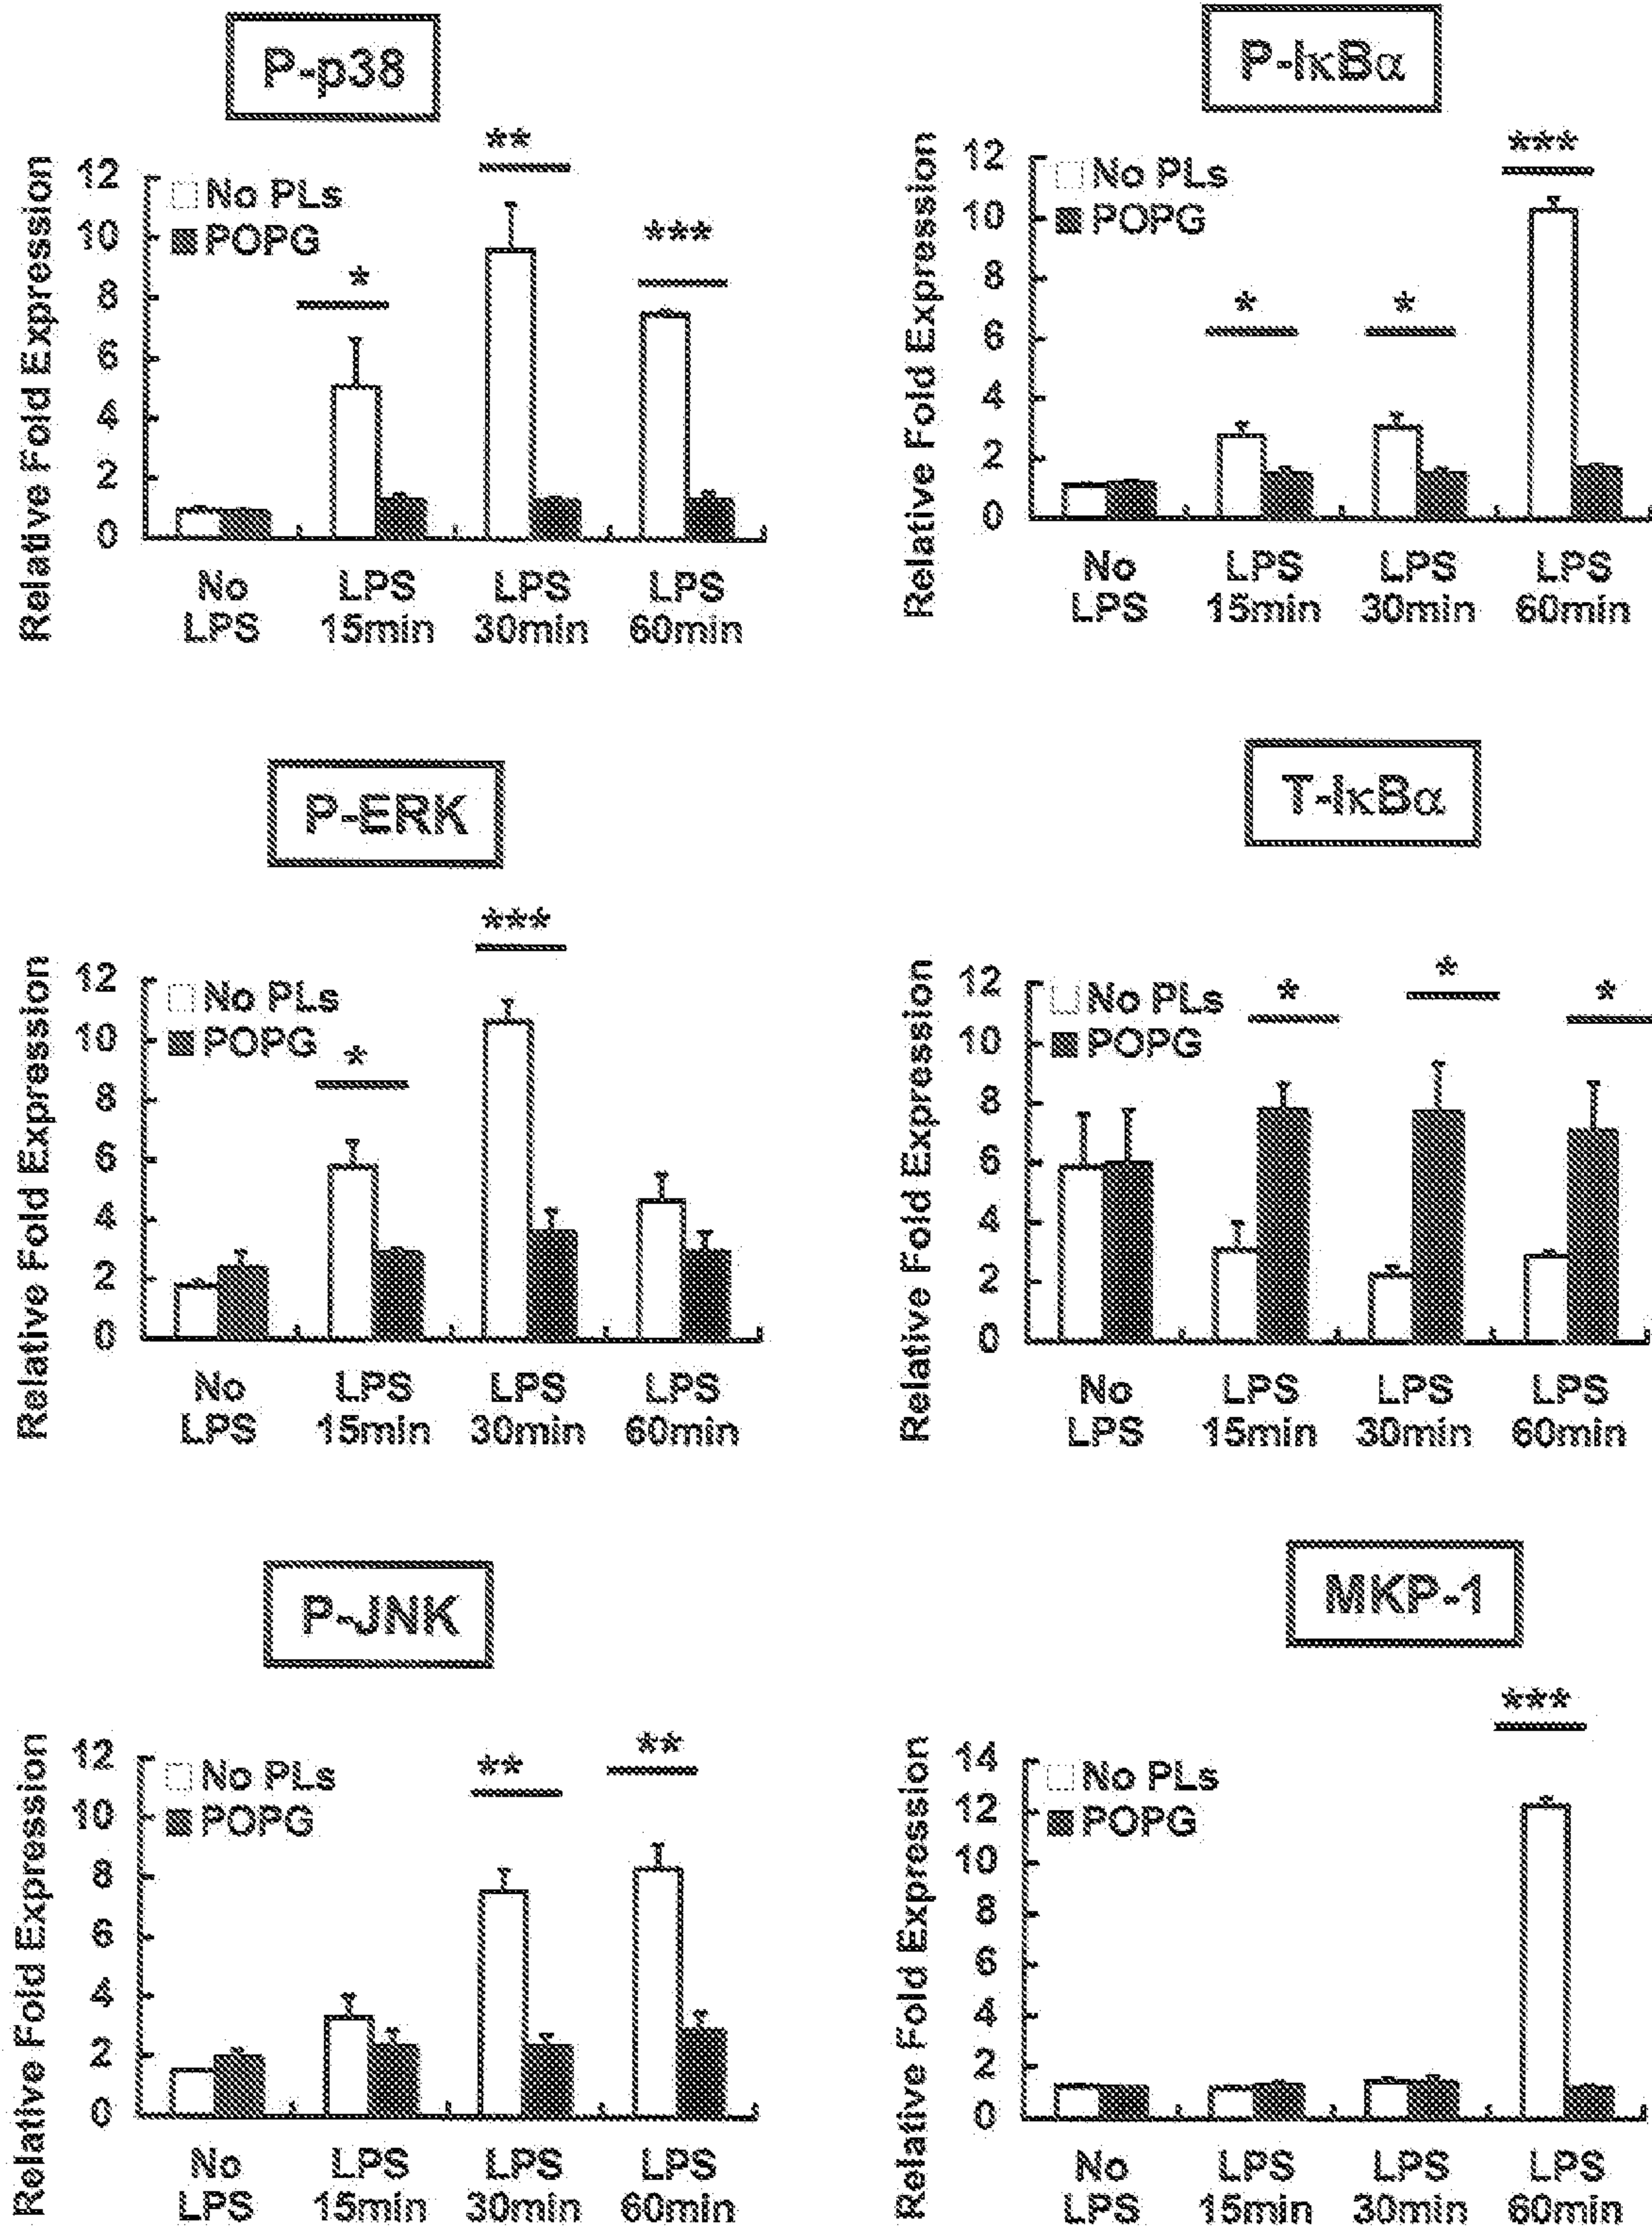 P-p38
**
Relative Fold Expression
12
10
8
6
4
2
0
No PLs
POPG
*
***
No LPS
LPS 15min
LPS 30min
LPS 60min
P-IκBα
***
Relative Fold Expression
12
10
8
6
4
2
0
No PLs
POPG
*
*
No LPS
LPS 15min
LPS 30min
LPS 60min
P-ERK
***
Relative Fold Expression
12
10
8
6
4
2
0
No PLs
POPG
*
No LPS
LPS 15min
LPS 30min
LPS 60min
T-IκBα
Relative Fold Expression
12
10
8
6
4
2
0
No PLs
POPG
*
*
*
No LPS
LPS 15min
LPS 30min
LPS 60min
P-JNK
Relative Fold Expression
12
10
8
6
4
2
0
No PLs
POPG
**
**
No LPS
LPS 15min
LPS 30min
LPS 60min
MKP-1
***
Relative Fold Expression
14
12
10
8
6
4
2
0
No PLs
POPG
No LPS
LPS 15min
LPS 30min
LPS 60min